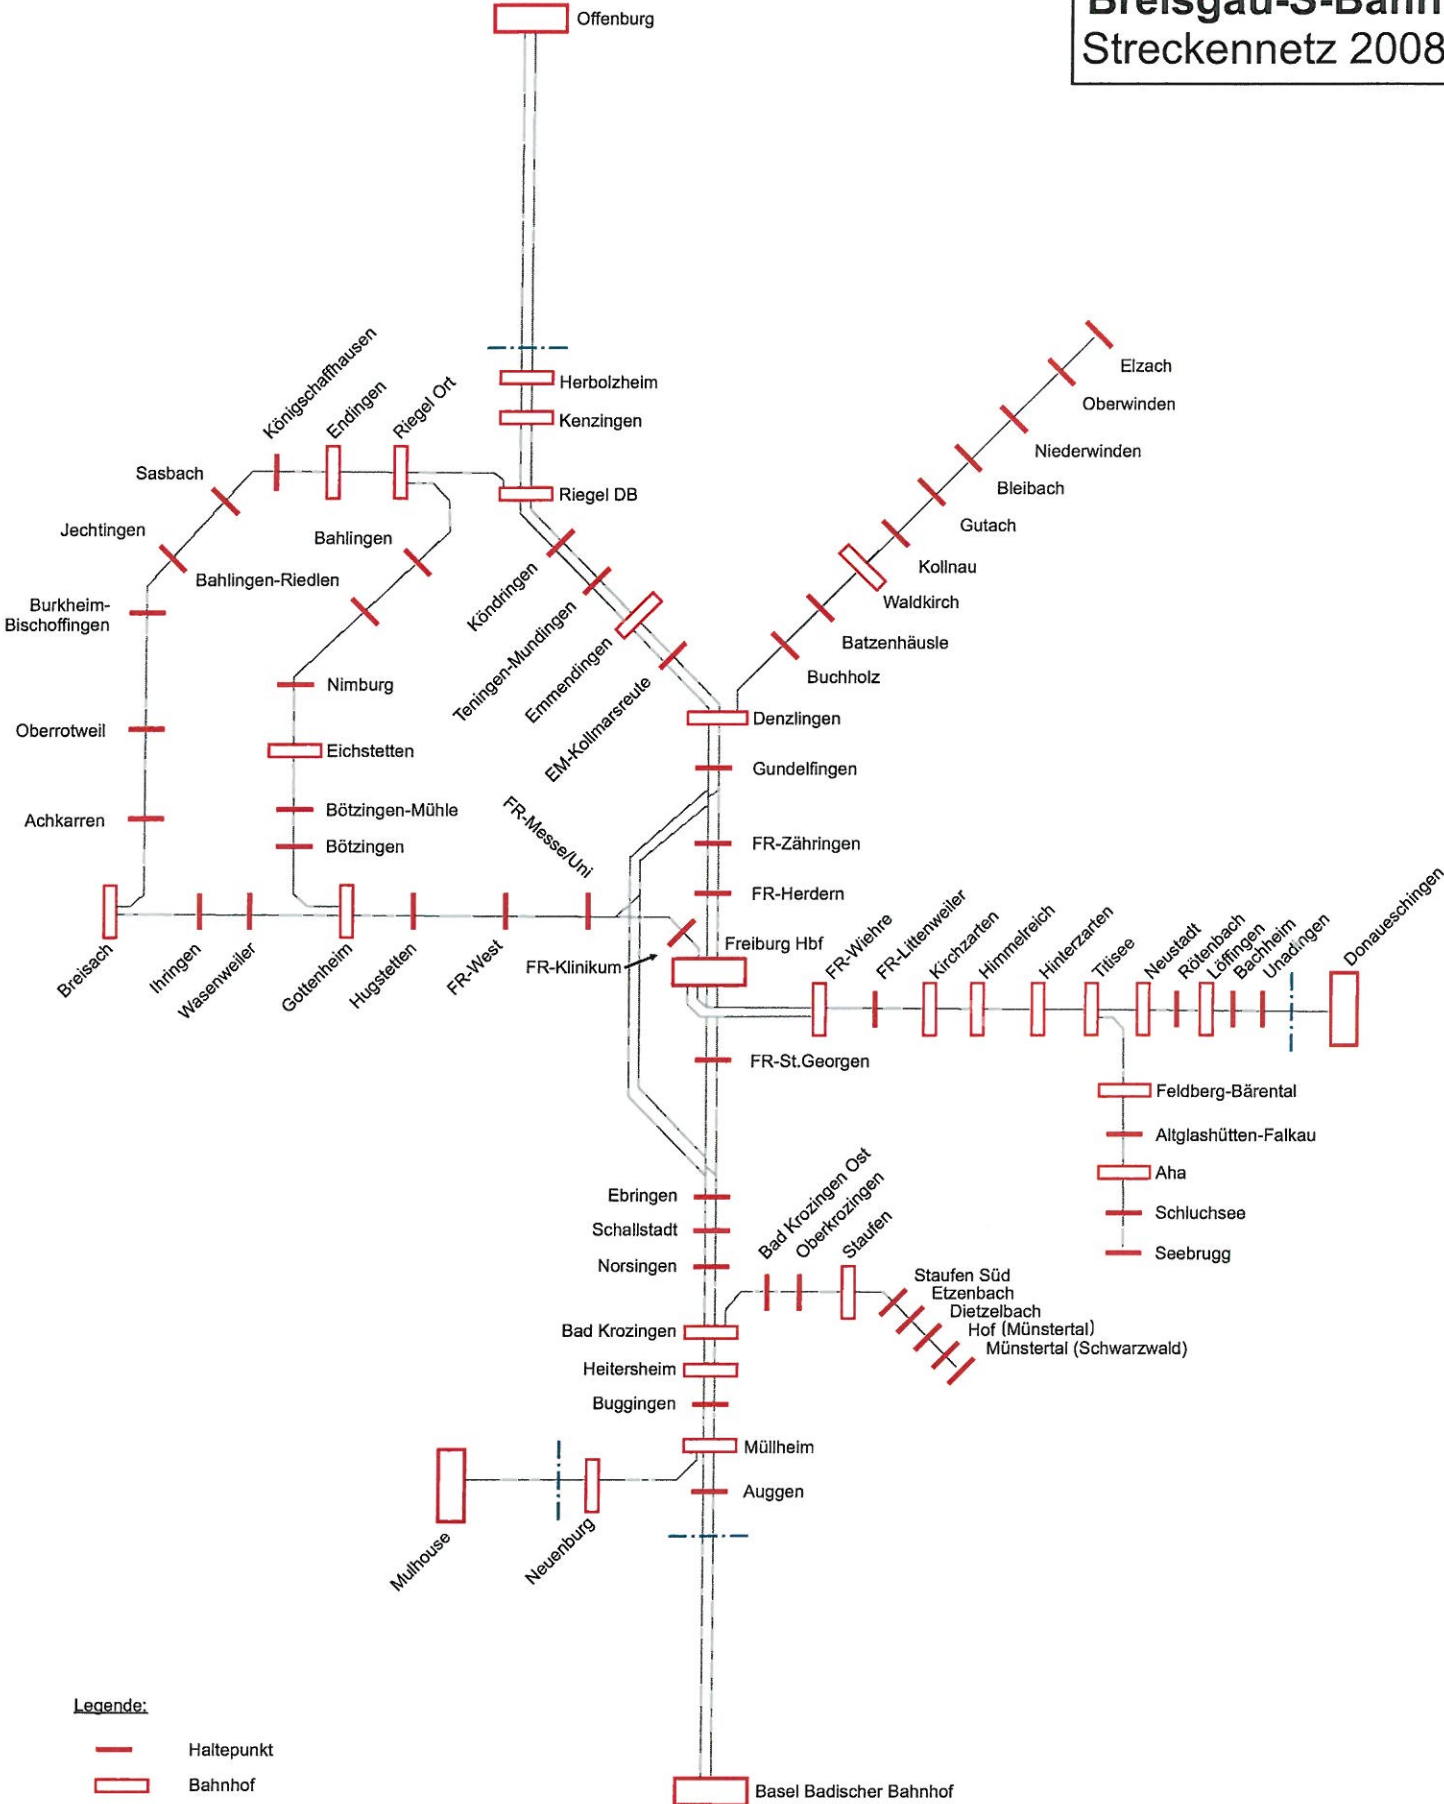 Breisgau-S-Bahn
Streckennetz 2008
Offenburg
Herbolzheim
Kenzingen
Riegel DB
Königschaffhausen
Endingen
Riegel Ort
Sasbach
Jechtingen
Burkheim-
Bischoffingen
Oberrotweil
Achkarren
Bahlingen
Bahlingen-Riedlen
Nimburg
Eichstetten
Bötzingen-Mühle
Bötzingen
Köndringen
Teningen-Mundingen
Emmendingen
EM-Kollmarsreute
Elzach
Oberwinden
Niederwinden
Bleibach
Gutach
Kollnau
Waldkirch
Batzenhäusle
Buchholz
Denzlingen
Gundelfingen
FR-Zähringen
FR-Herdern
Freiburg Hbf
FR-Messe/Uni
FR-Klinikum
Breisach
Ihringen
Wasenweiler
Gottenheim
Hugstetten
FR-West
FR-Wiehre
FR-Littenweiler
Kirchzarten
Himmelreich
Hinterzarten
Titisee
Neustadt
Rötenbach
Löffingen
Bachheim
Unadingen
Donaueschingen
FR-St.Georgen
Feldberg-Bärental
Altglashütten-Falkau
Aha
Schluchsee
Seebrugg
Ebringen
Schallstadt
Norsingen
Bad Krozingen
Heitersheim
Buggingen
Bad Krozingen Ost
Oberkrozingen
Staufen
Staufen Süd
Etzenbach
Dietzelbach
Hof (Münstertal)
Münstertal (Schwarzwald)
Müllheim
Auggen
Mulhouse
Neuenburg
Basel Badischer Bahnhof
Legende:
Haltepunkt
Bahnhof